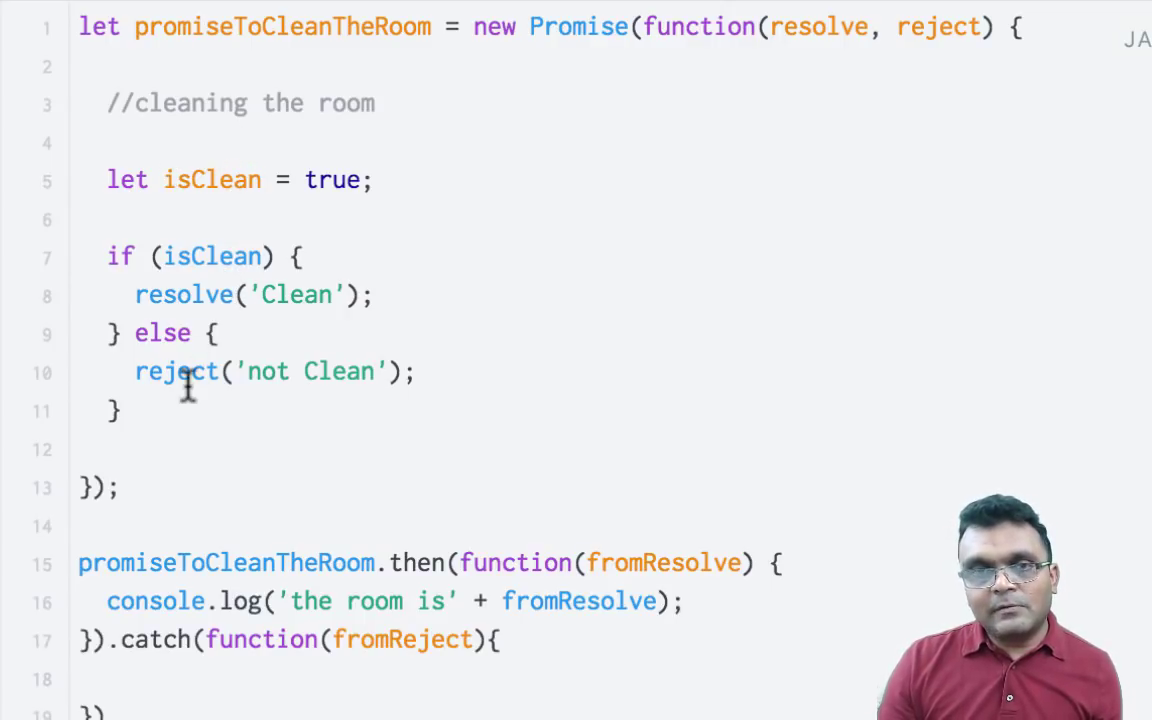 1 let promiseToCleanTheRoom = new Promise(function(resolve, reject) {
JA
2
3 //cleaning the room
4
5 let isClean = true;
6
7 if (isClean) {
8 resolve('Clean');
9 } else {
10 reject('not Clean');
11 }
12
13 });
14
15 promiseToCleanTheRoom.then(function(fromResolve) {
16 console.log('the room is' + fromResolve);
17 }).catch(function(fromReject){
18
19 })